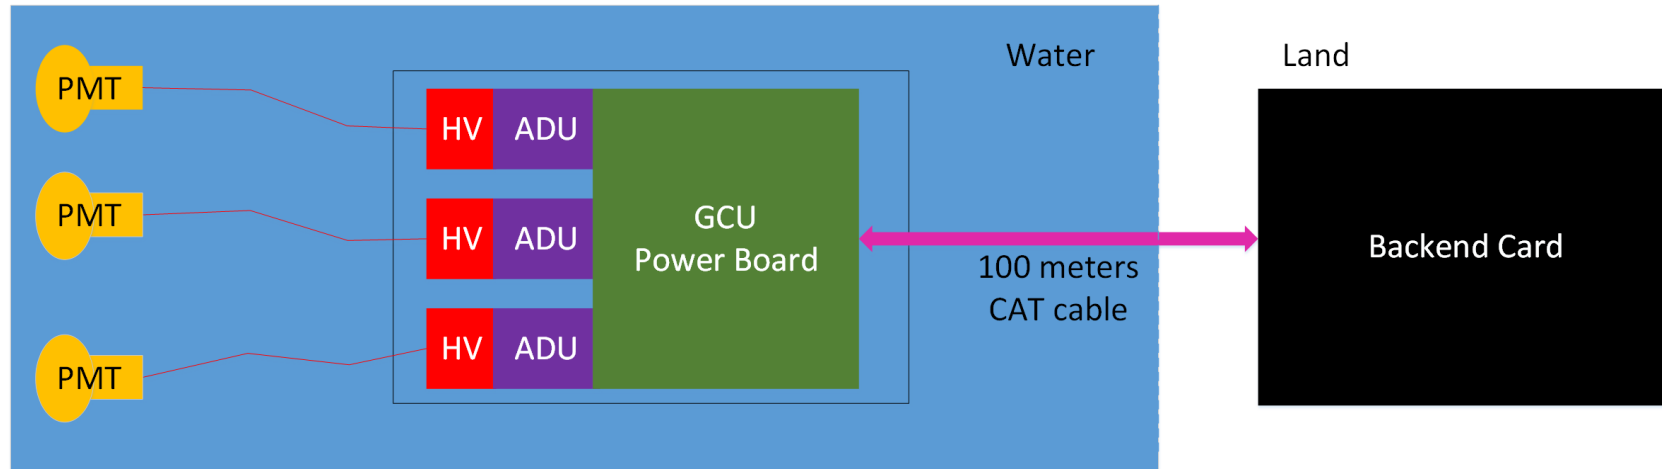 Water
Land
PMT
HV
ADU
PMT
HV
ADU
GCU
Power Board
100 meters
CAT cable
Backend Card
PMT
HV
ADU